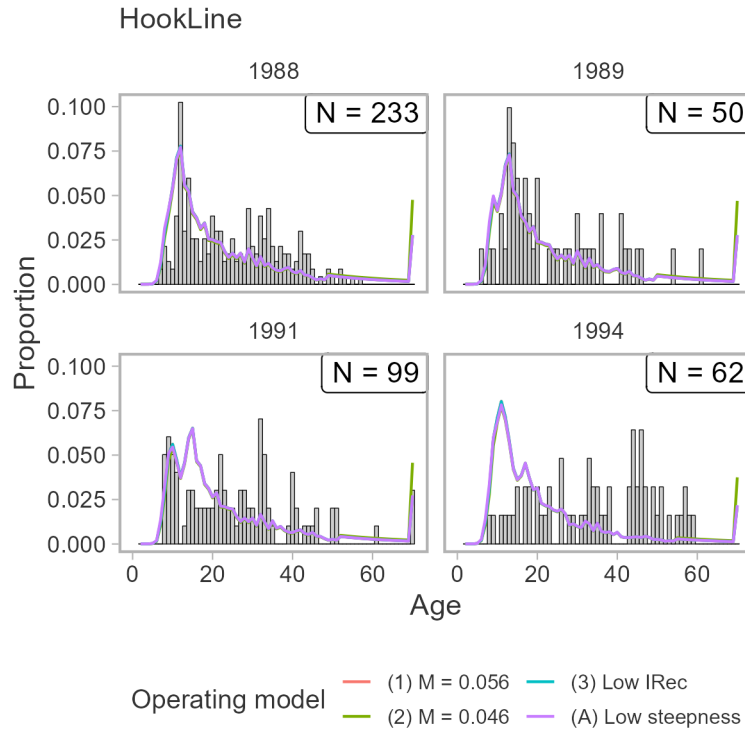 HookLine
1988
1989
N = 233
N = 50
0.100
0.075
0.050
0.025
0.000
1991
1994
N = 99
N = 62
0.100
0.075
0.050
0.025
0.000
Proportion
0 20 40 60
0 20 40 60
Age
Operating model
(1) M = 0.056
(3) Low IRec
(2) M = 0.046
(A) Low steepness